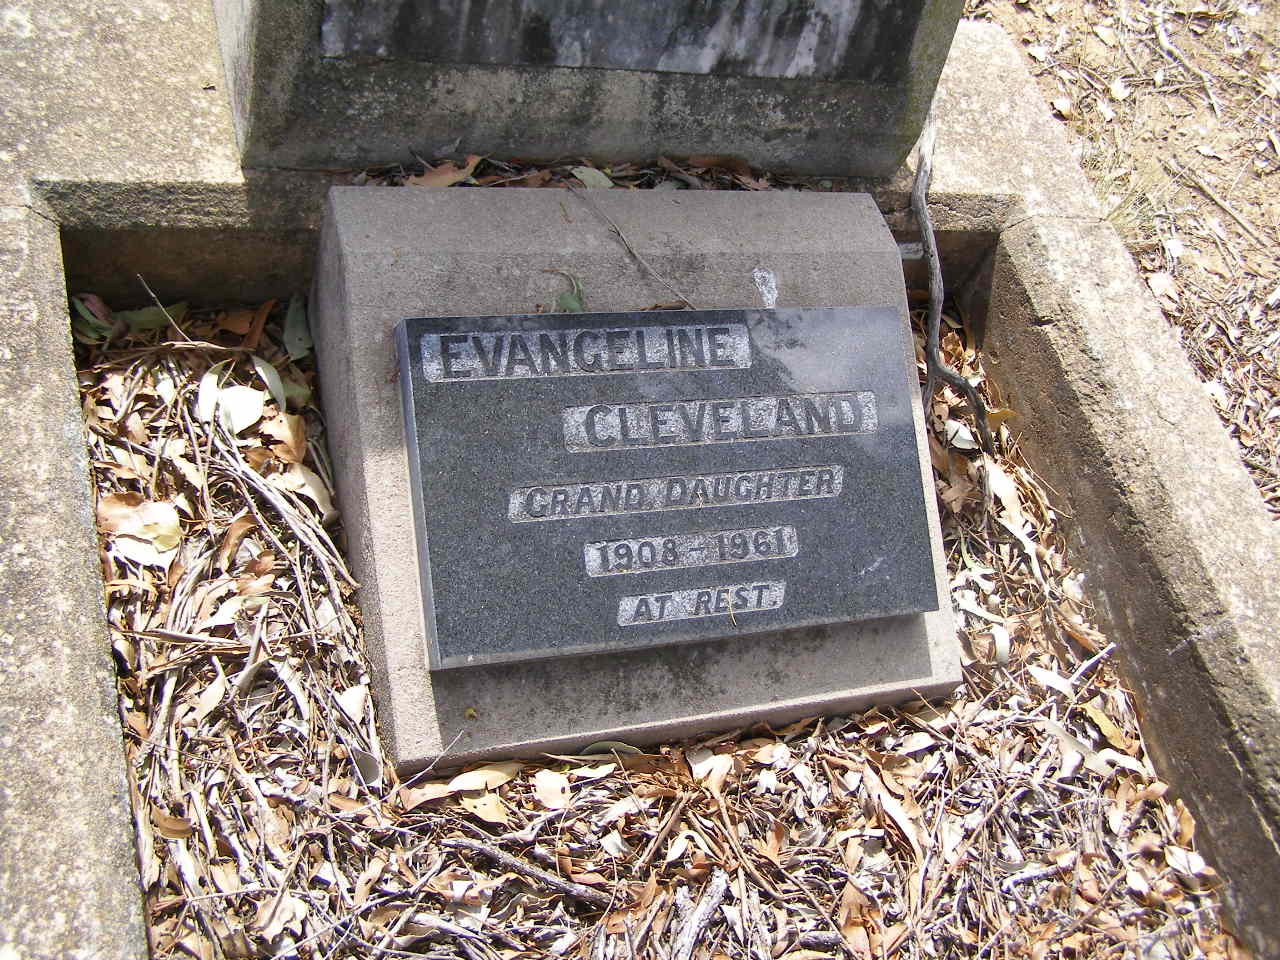 EVANGELINE
CLEVELAND
GRAND.DAUGHTER
1908-1961
AT REST.